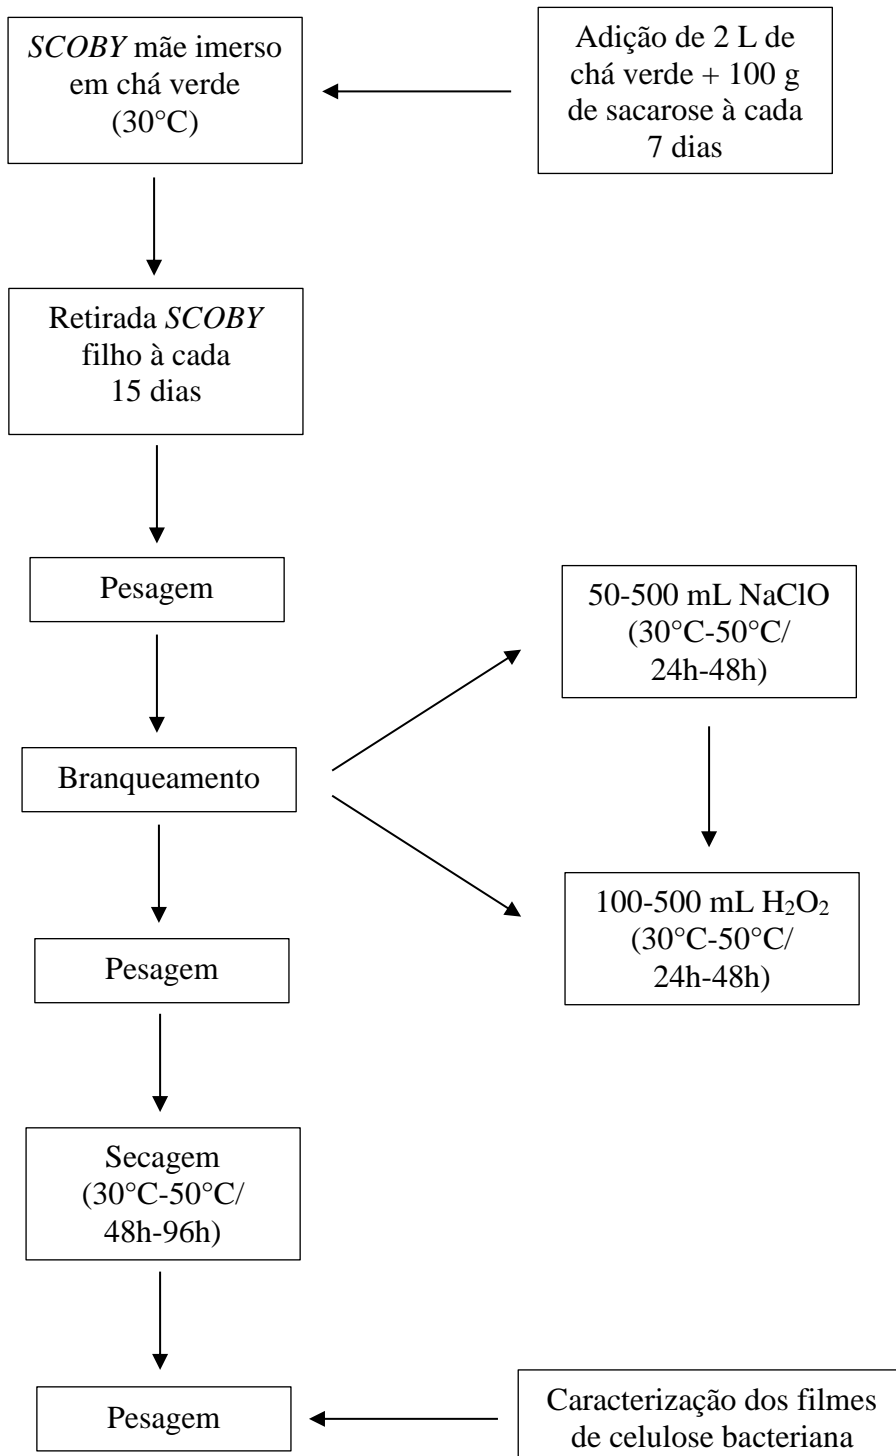 SCOBY mãe imerso
em chá verde
(30°C)
Adição de 2 L de
chá verde + 100 g
de sacarose à cada
7 dias
Retirada SCOBY
filho à cada
15 dias
Pesagem
50-500 mL NaClO
(30°C-50°C/
24h-48h)
Branqueamento
100-500 mL H₂O₂
(30°C-50°C/
24h-48h)
Pesagem
Secagem
(30°C-50°C/
48h-96h)
Pesagem
Caracterização dos filmes
de celulose bacteriana